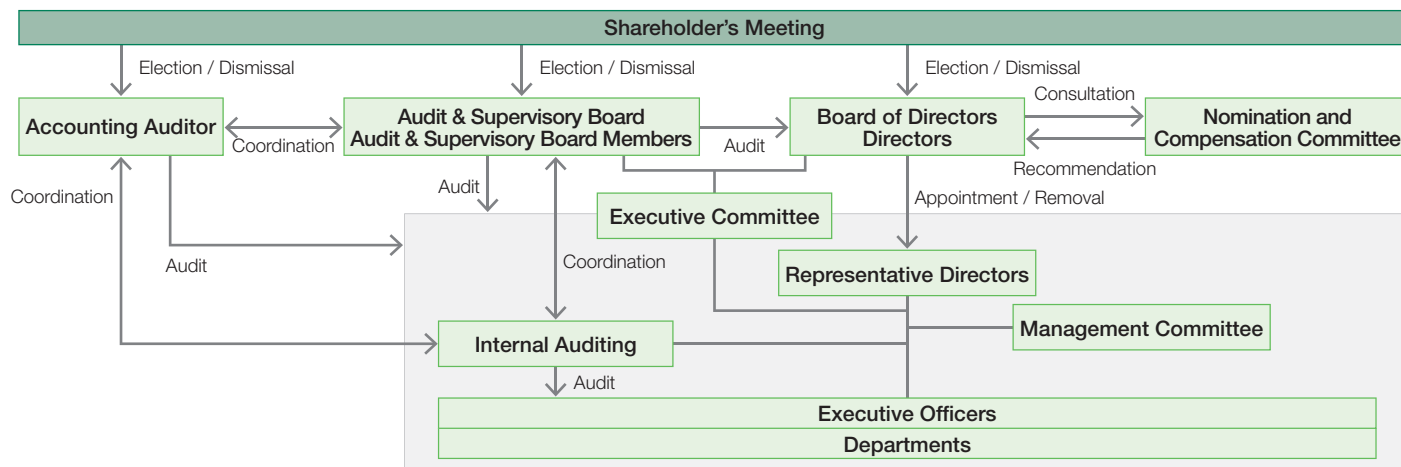 Shareholder's Meeting
Election / Dismissal
Election / Dismissal
Election / Dismissal
Accounting Auditor
Coordination
Audit & Supervisory Board
Audit & Supervisory Board Members
Audit
Board of Directors
Directors
Consultation
Recommendation
Nomination and
Compensation Committee
Coordination
Audit
Audit
Coordination
Executive Committee
Appointment / Removal
Representative Directors
Management Committee
Internal Auditing
Audit
Executive Officers
Departments